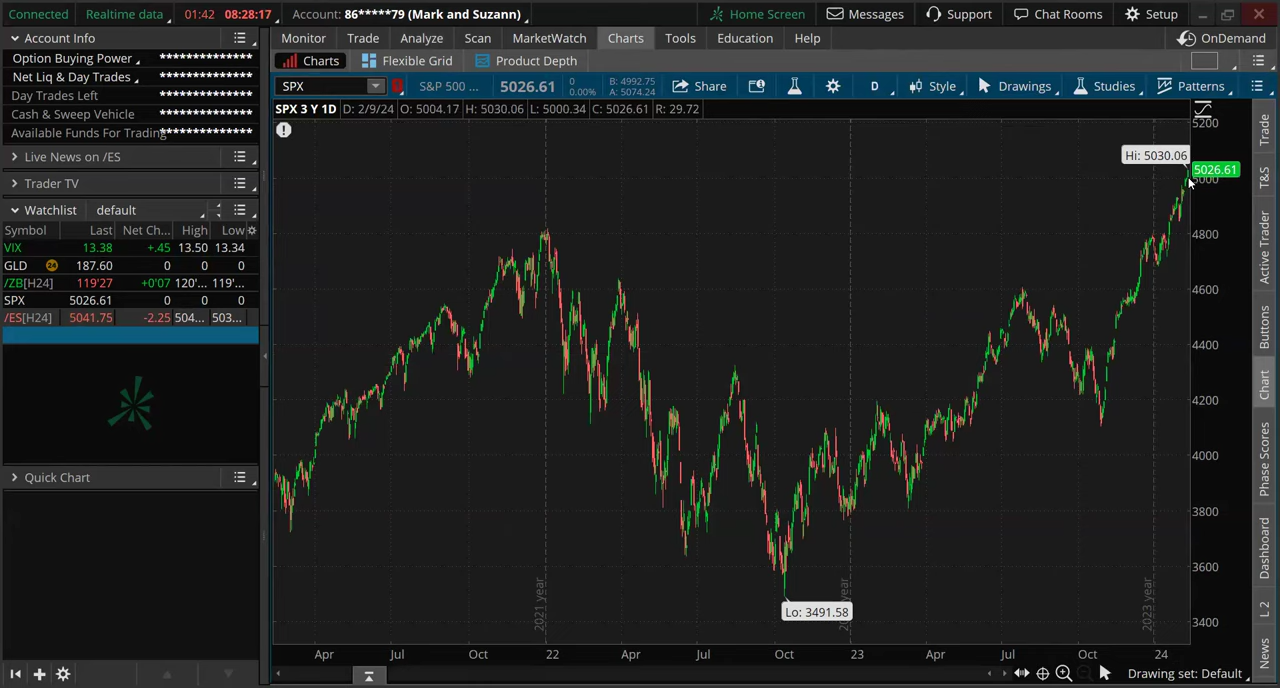 Connected Realtime data 01:42 08:28:17 Account: 86*****79 (Mark and Suzann) Home Screen Messages Support Chat Rooms Setup
Account Info
Option Buying Power **************
Net Liq & Day Trades **************
Day Trades Left **************
Cash & Sweep Vehicle **************
Available Funds For Trading **************
Live News on /ES
Trader TV
Watchlist default
Symbol Last Net Ch... High Low
VIX 13.38 +.45 13.50 13.34
GLD 24 187.60 0 0 0
/ZB[H24] 119'27 +0'07 120'... 119'...
SPX 5026.61 0 0 0
/ES[H24] 5041.75 -2.25 504... 503...
Quick Chart
Monitor Trade Analyze Scan MarketWatch Charts Tools Education Help OnDemand
Charts Flexible Grid Product Depth
SPX S&P 500 ... 5026.61 0 0.00% B: 4992.75 A: 5074.24 Share D Style Drawings Studies Patterns
SPX 3 Y 1D D: 2/9/24 O: 5004.17 H: 5030.06 L: 5000.34 C: 5026.61 R: 29.72
5200
Hi: 5030.06
5026.61
5000
4800
4600
4400
4200
4000
3800
3600
3400
Lo: 3491.58
2021 year
year
2023 year
Apr Jul Oct 22 Apr Jul Oct 23 Apr Jul Oct 24
Drawing set: Default
Trade
T&S
Active Trader
Buttons
Chart
Phase Scores
Dashboard
L 2
News